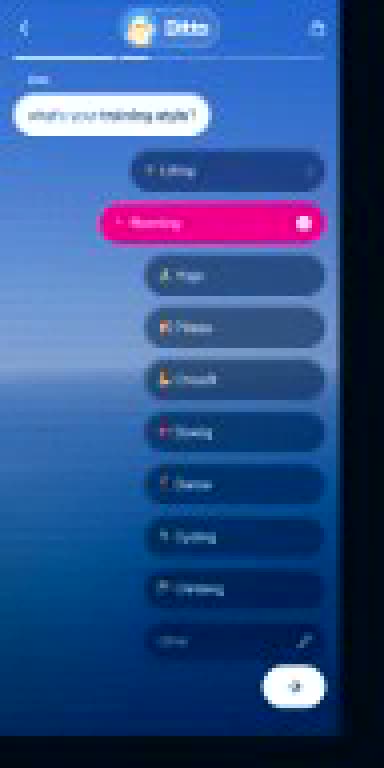 Ditto
what's your training style?
Lifting
Running
Yoga
Pilates
CrossFit
Boxing
Dance
Cycling
Climbing